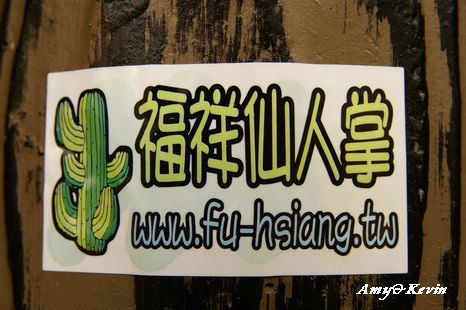 福祥仙人掌
www.fu-hsiang.tw
Amy&Kevin